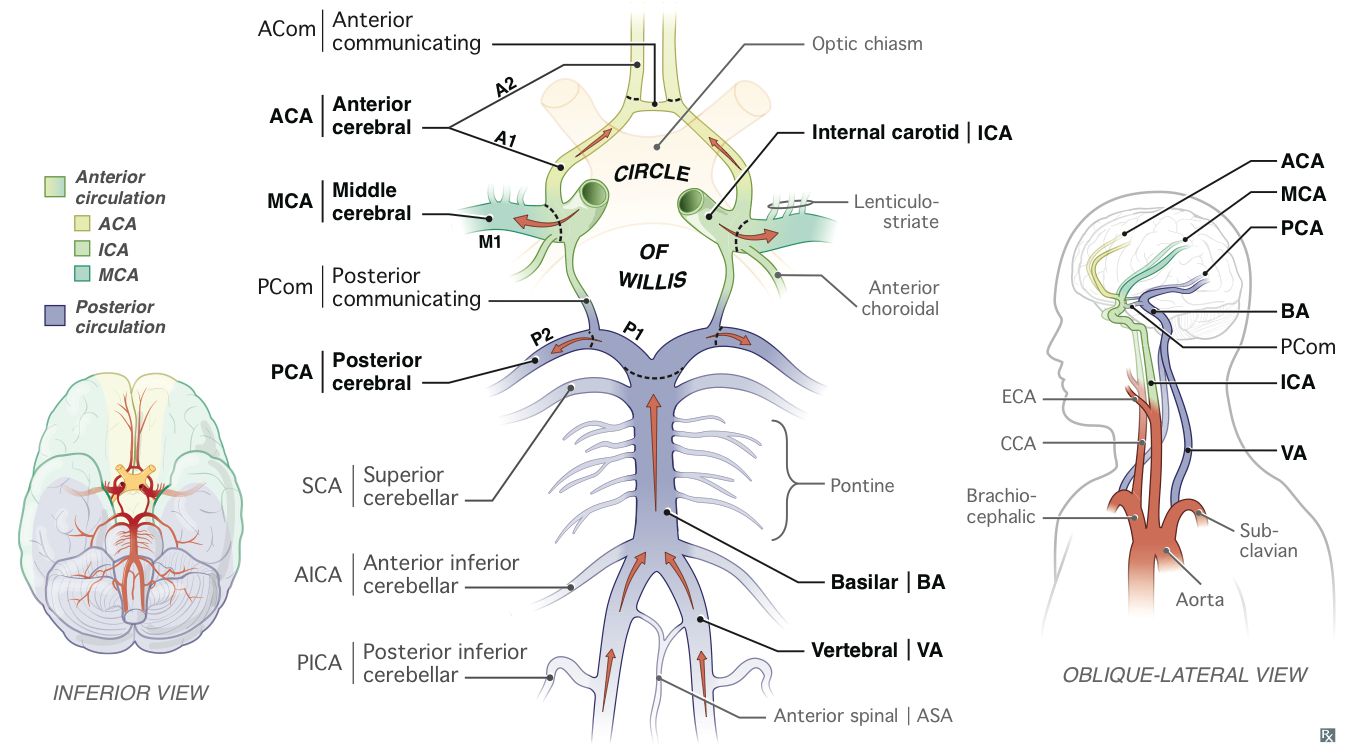 ACom
Anterior
communicating
Optic chiasm
A2
ACA
Anterior
cerebral
A1
Internal carotid | ICA
CIRCLE
OF
WILLIS
MCA
Middle
cerebral
M1
Lenticulo-
striate
PCom
Posterior
communicating
Anterior
choroidal
P2
P1
PCA
Posterior
cerebral
SCA
Superior
cerebellar
Pontine
AICA
Anterior inferior
cerebellar
Basilar | BA
PICA
Posterior inferior
cerebellar
Vertebral | VA
Anterior spinal | ASA
Anterior
circulation
ACA
ICA
MCA
Posterior
circulation
INFERIOR VIEW
ACA
MCA
PCA
BA
PCom
ICA
ECA
CCA
VA
Brachio-
cephalic
Sub-
clavian
Aorta
OBLIQUE-LATERAL VIEW
Rx